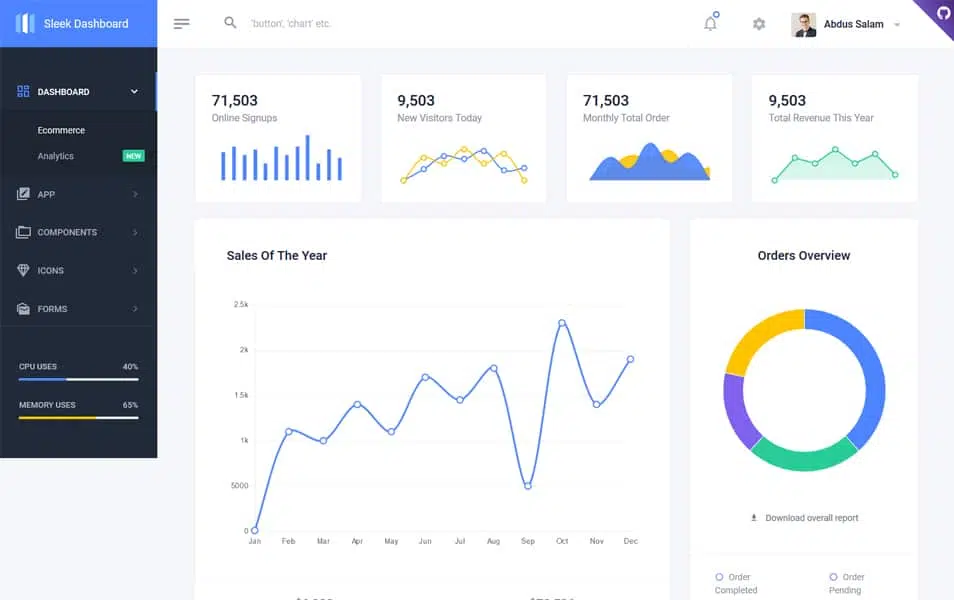 Sleek Dashboard
'button', 'chart' etc.
Abdus Salam
DASHBOARD
Ecommerce
Analytics
NEW
APP
COMPONENTS
ICONS
FORMS
CPU USES
40%
MEMORY USES
65%
71,503
Online Signups
9,503
New Visitors Today
71,503
Monthly Total Order
9,503
Total Revenue This Year
Sales Of The Year
2.5k
2k
1.5k
1k
5000
0
Jan Feb Mar Apr May Jun Jul Aug Sep Oct Nov Dec
Orders Overview
Download overall report
Order
Completed
Order
Pending